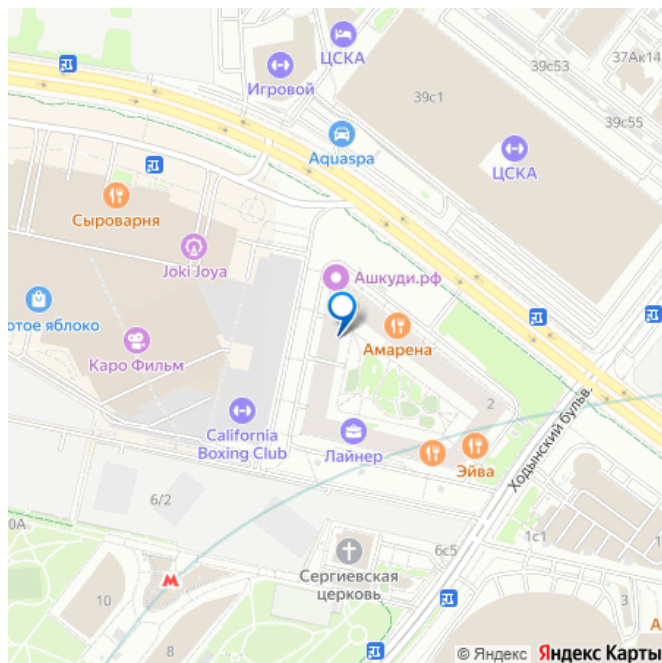 ЦСКА
Игровой
39с53
37Ак14
39с1
39с55
Aquaspa
ЦСКА
Сыроварня
Joki Joya
Ашкуди.рф
отое яблоко
Амарена
Каро Фильм
2
Ходынский бульв.
California
Boxing Club
Лайнер
Эйва
6/2
0А
6с5
1с1
Сергиевская
церковь
10
3
8
А
© Яндекс Яндекс Карты